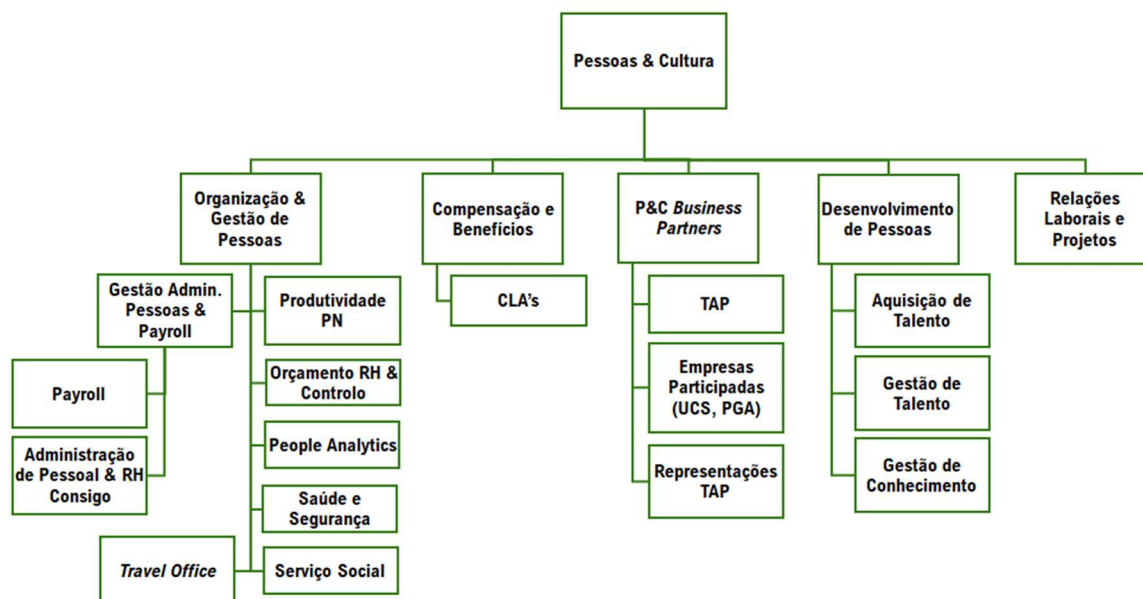 Pessoas & Cultura
Organização &
Gestão de
Pessoas
Compensação e
Benefícios
P&C Business
Partners
Desenvolvimento
de Pessoas
Relações
Laborais e
Projetos
Gestão Admin.
Pessoas &
Payroll
Produtividade
PN
CLA's
TAP
Aquisição de
Talento
Payroll
Orçamento RH &
Controlo
Empresas
Participadas
(UCS, PGA)
Gestão de
Talento
Administração
de Pessoal & RH
Consigo
People Analytics
Representações
TAP
Gestão de
Conhecimento
Saúde e
Segurança
Travel Office
Serviço Social